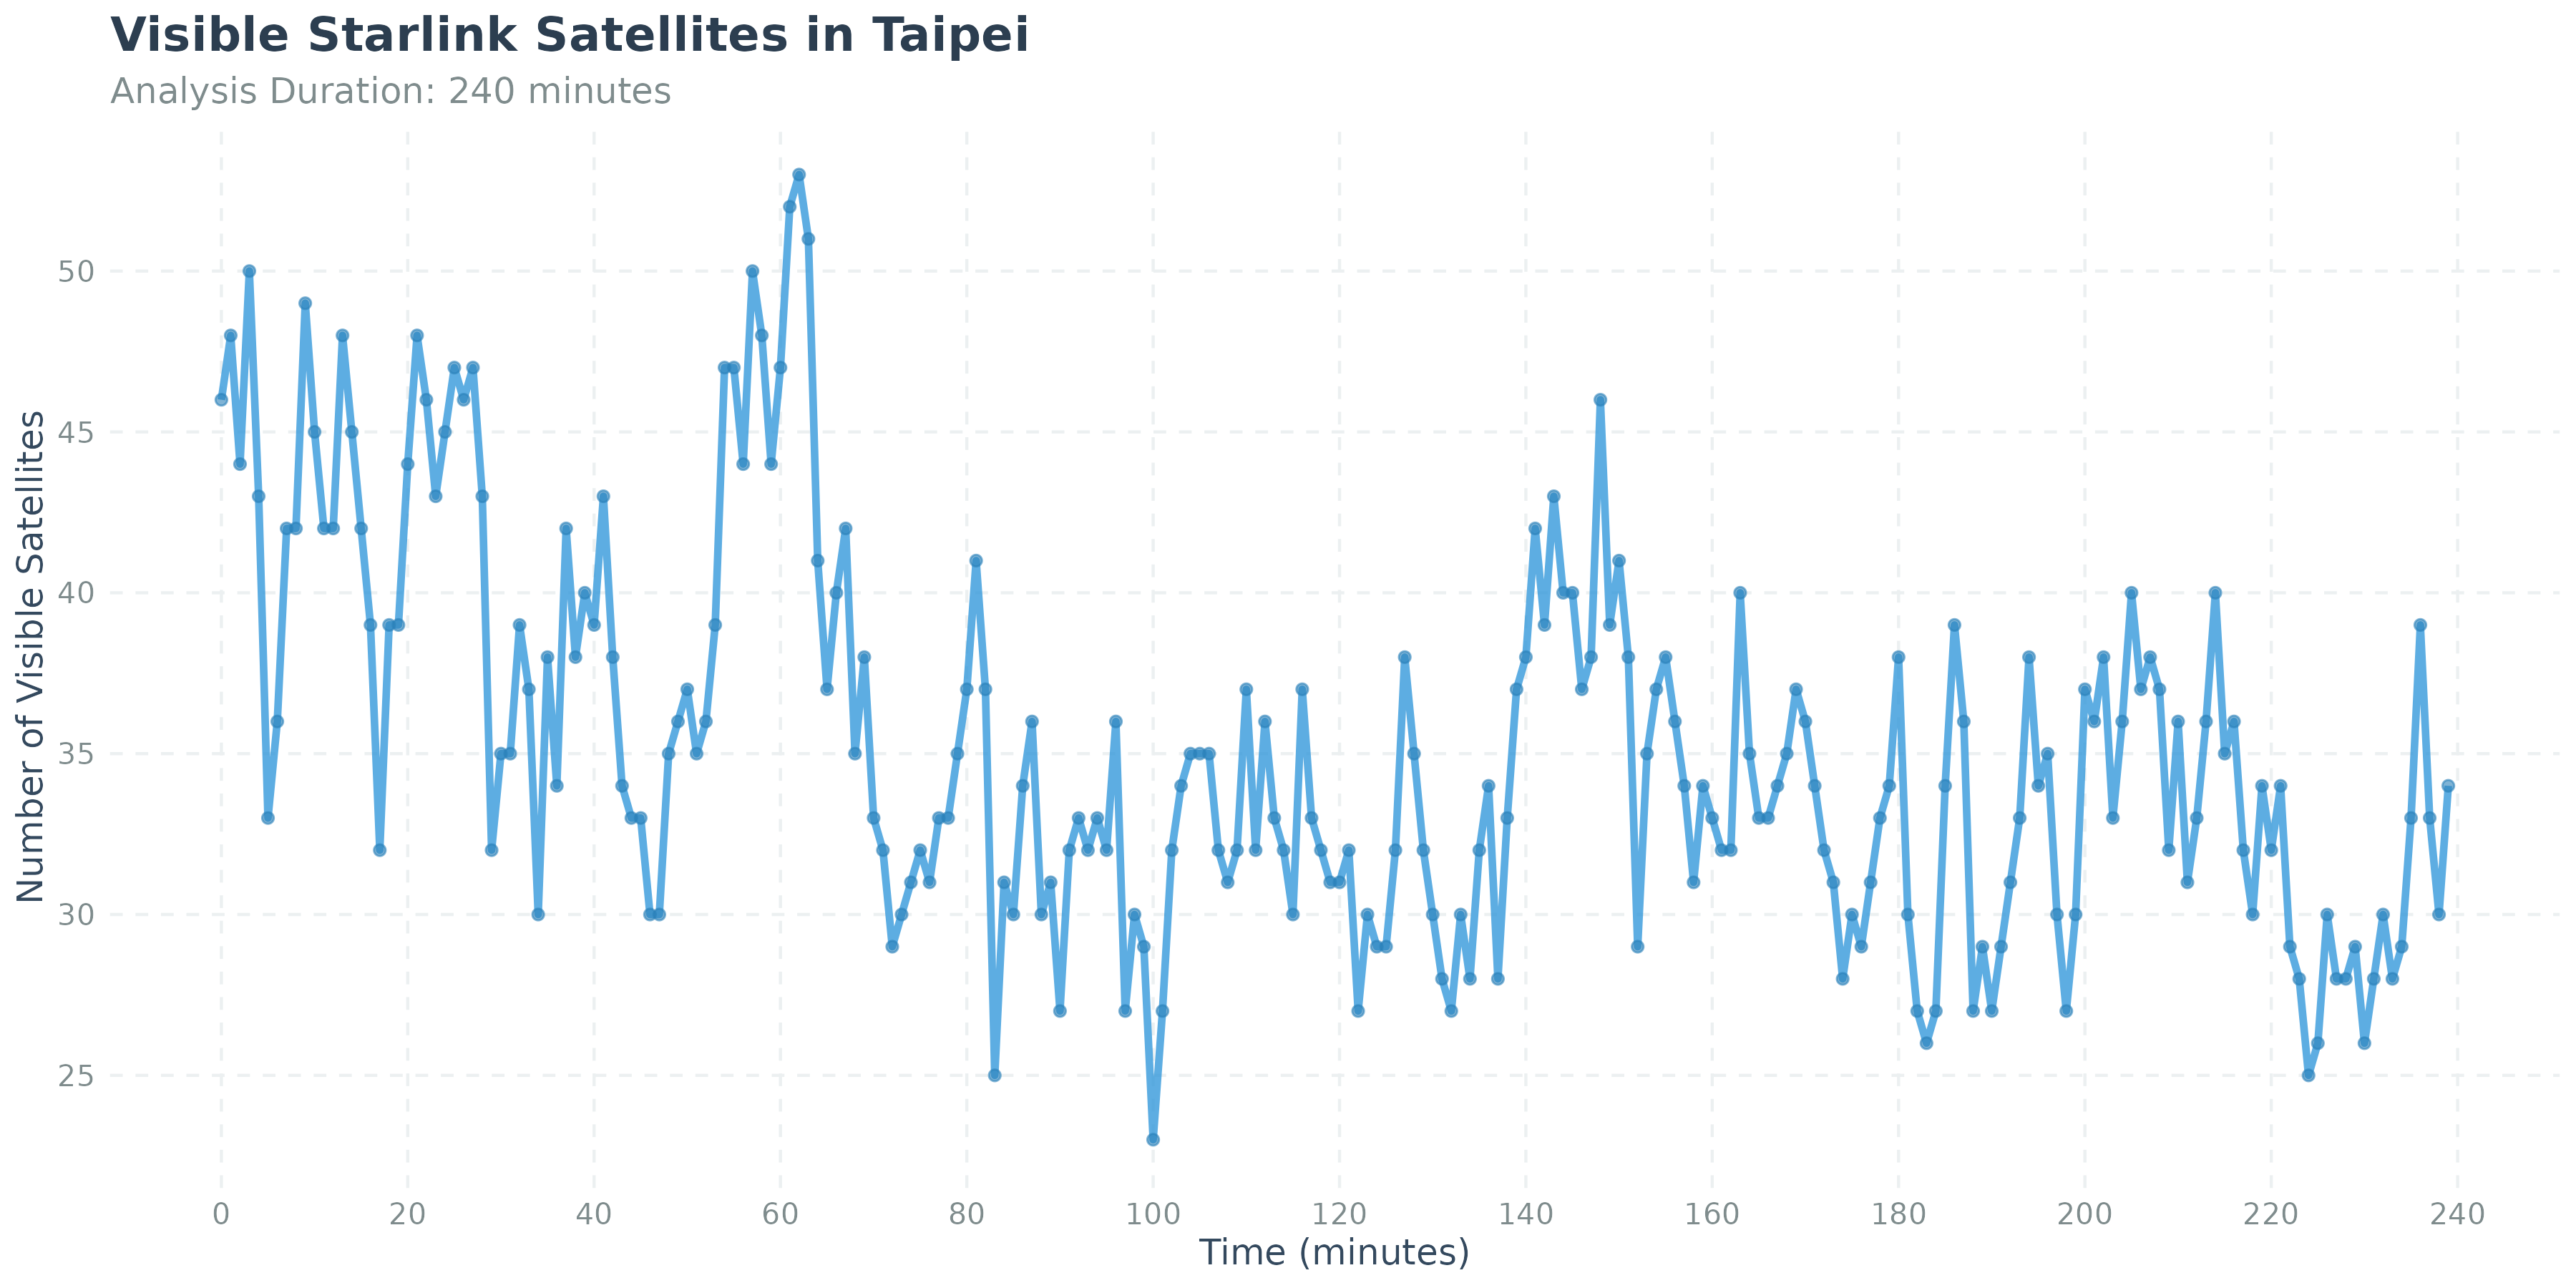 Visible Starlink Satellites in Taipei
Analysis Duration: 240 minutes
Number of Visible Satellites
50
45
40
35
30
25
0 20 40 60 80 100 120 140 160 180 200 220 240
Time (minutes)